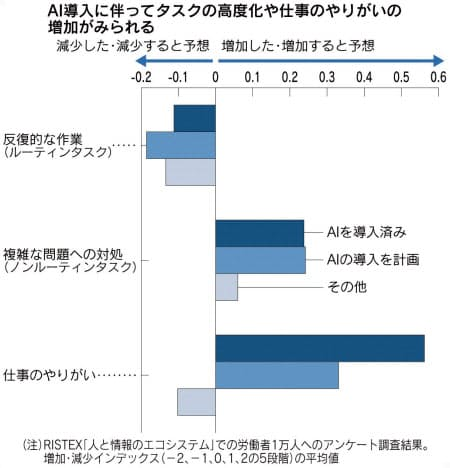 AI導入に伴ってタスクの高度化や仕事のやりがいの
増加がみられる
減少した・減少すると予想 増加した・増加すると予想
-0.2 -0.1 0 0.1 0.2 0.3 0.4 0.5 0.6
反復的な作業
(ルーティンタスク)
複雑な問題への対処
(ノンルーティンタスク)
AIを導入済み
AIの導入を計画
その他
仕事のやりがい
(注)RISTEX「人と情報のエコシステム」での労働者1万人へのアンケート調査結果。
増加・減少インデックス(−2、−1、0、1、2の5段階)の平均値